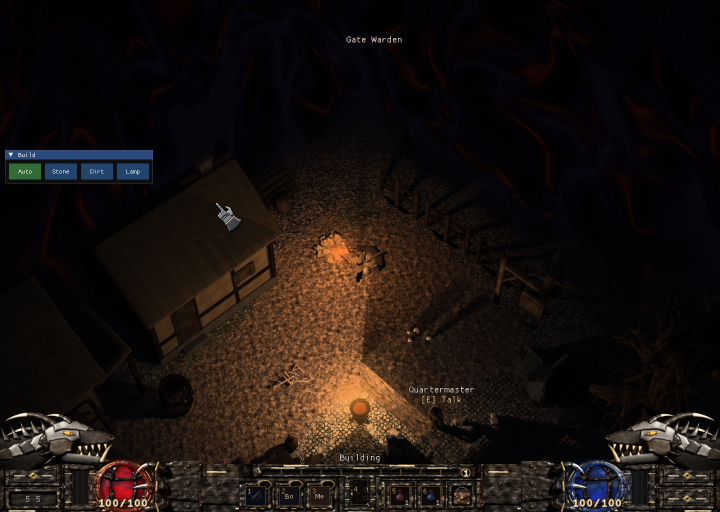 Gate Warden
Build
Auto
Stone
Dirt
Lamp
Quartermaster
[E] Talk
Building
1
Bo
Me
5 5
100/100
100/100